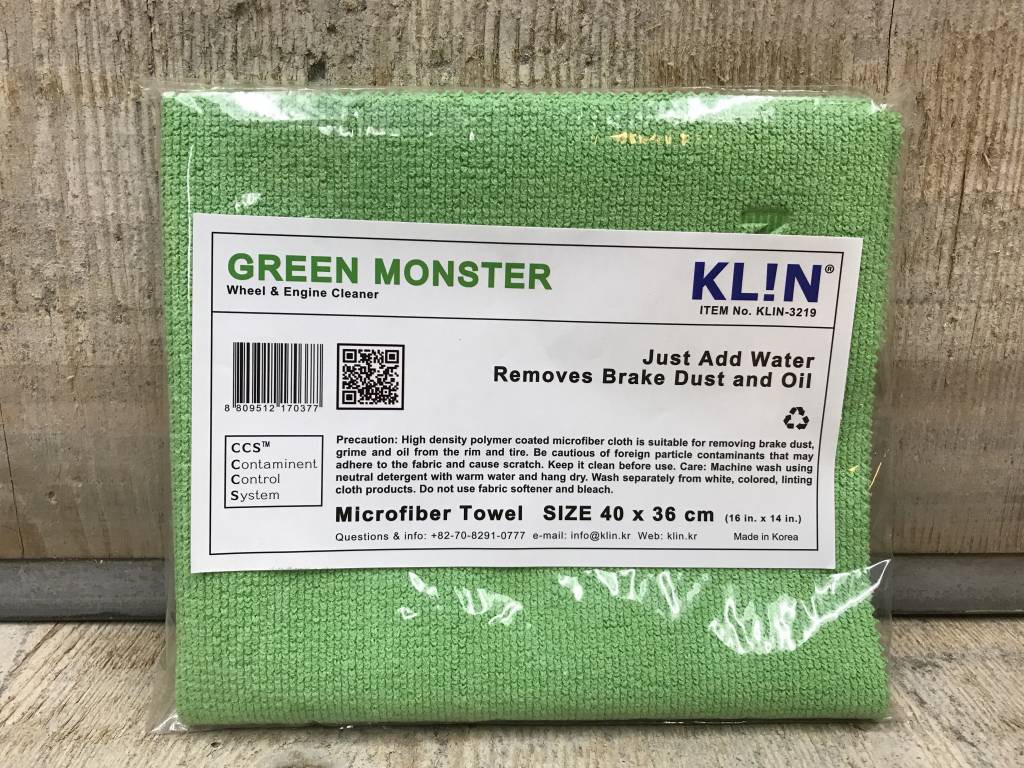 GREEN MONSTER
Wheel & Engine Cleaner
KL!N®
ITEM No. KLIN-3219
Just Add Water
Removes Brake Dust and Oil
8 809512 170377
CCS™
Contaminent
Control
System
Precaution: High density polymer coated microfiber cloth is suitable for removing brake dust,
grime and oil from the rim and tire. Be cautious of foreign particle contaminants that may
adhere to the fabric and cause scratch. Keep it clean before use. Care: Machine wash using
neutral detergent with warm water and hang dry. Wash separately from white, colored, linting
cloth products. Do not use fabric softener and bleach.
Microfiber Towel SIZE 40 x 36 cm (16 in. x 14 in.)
Questions & info: +82-70-8291-0777 e-mail: info@klin.kr Web: klin.kr Made in Korea